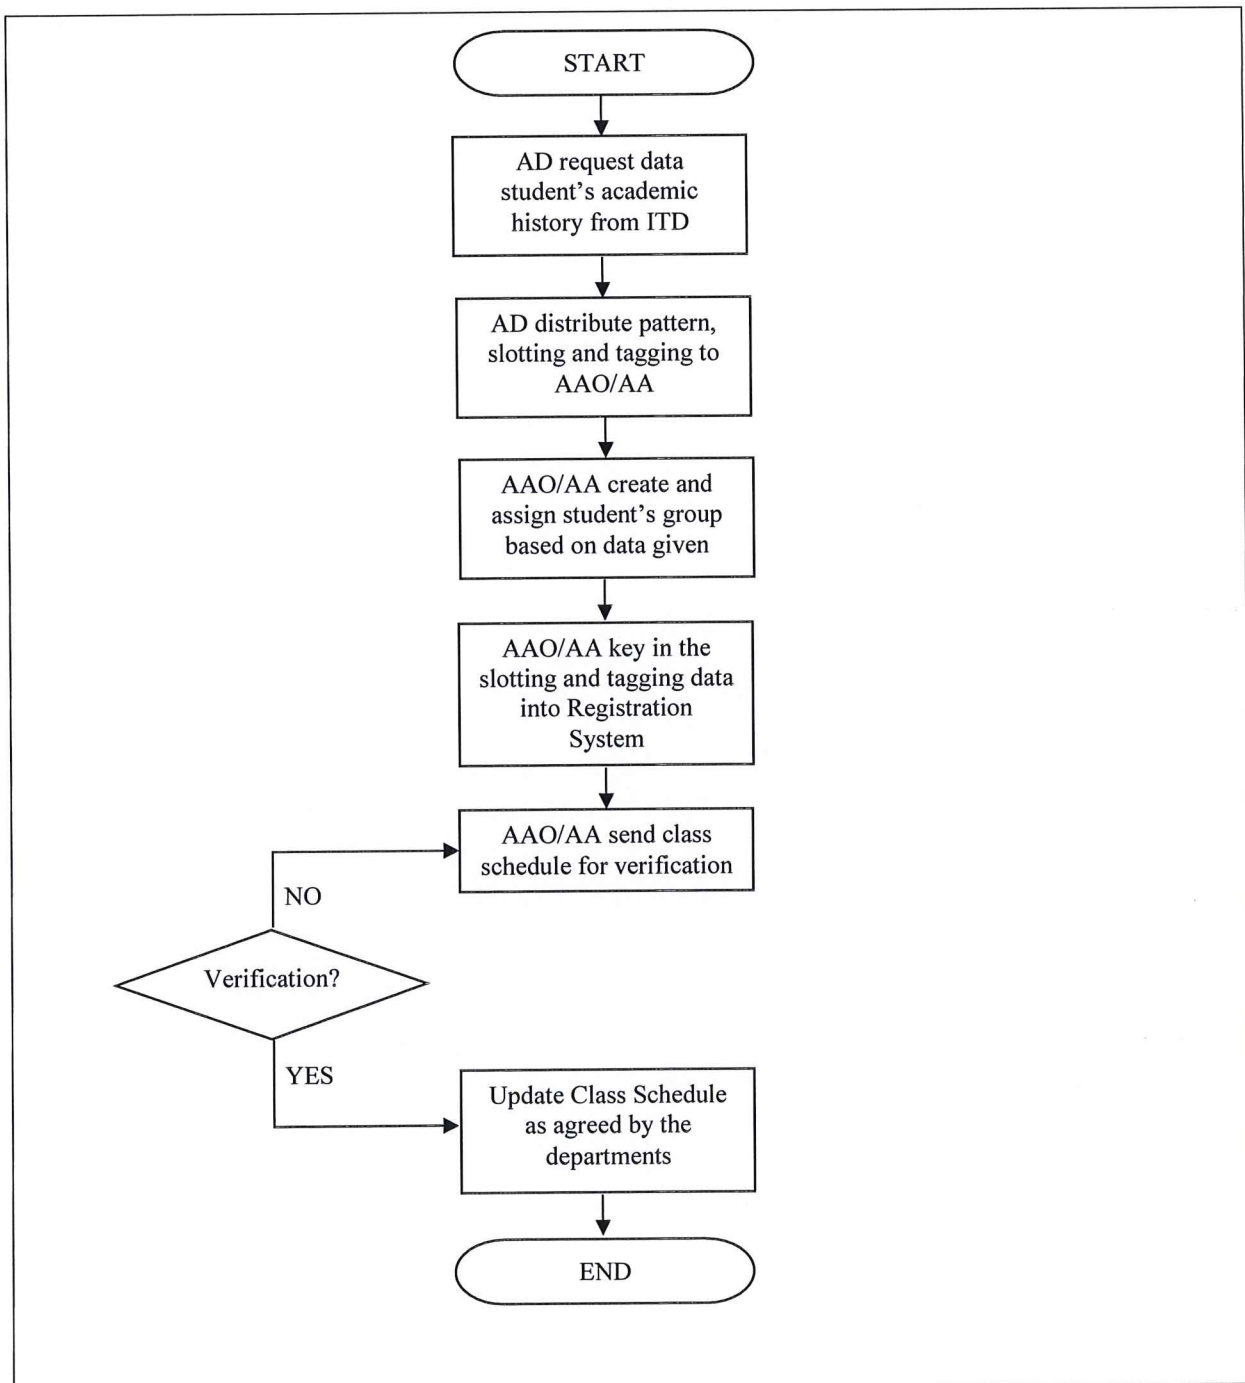 START
AD request data
student’s academic
history from ITD
AD distribute pattern,
slotting and tagging to
AAO/AA
AAO/AA create and
assign student’s group
based on data given
AAO/AA key in the
slotting and tagging data
into Registration
System
AAO/AA send class
schedule for verification
NO
Verification?
YES
Update Class Schedule
as agreed by the
departments
END